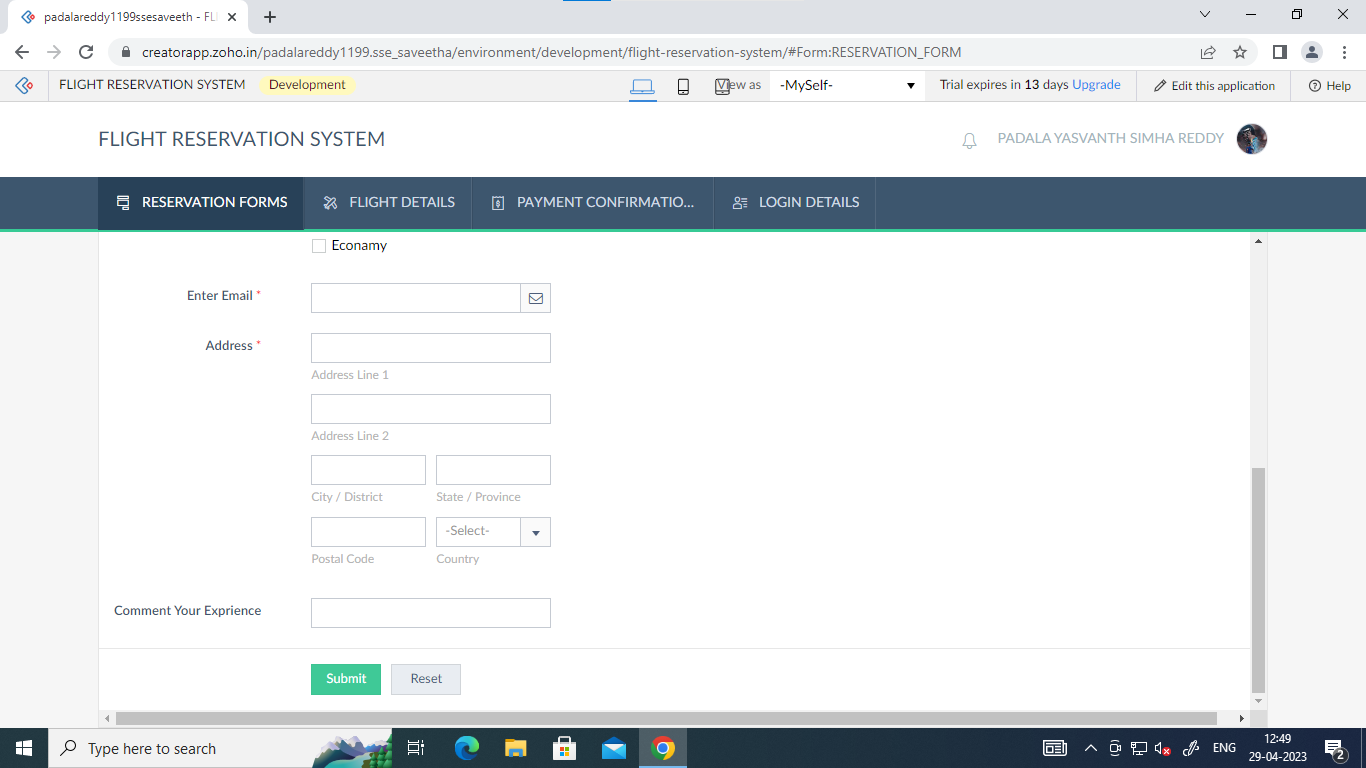 padalareddy1199ssesaveeth - FL
creatorapp.zoho.in/padalareddy1199.sse_saveetha/environment/development/flight-reservation-system/#Form:RESERVATION_FORM
FLIGHT RESERVATION SYSTEM Development View as -MySelf- Trial expires in 13 days Upgrade Edit this application Help
FLIGHT RESERVATION SYSTEM PADALA YASVANTH SIMHA REDDY
RESERVATION FORMS FLIGHT DETAILS PAYMENT CONFIRMATIO... LOGIN DETAILS
Econamy
Enter Email *
Address *
Address Line 1
Address Line 2
City / District State / Province
-Select-
Postal Code Country
Comment Your Exprience
Submit Reset
Type here to search ENG 12:49
29-04-2023 2